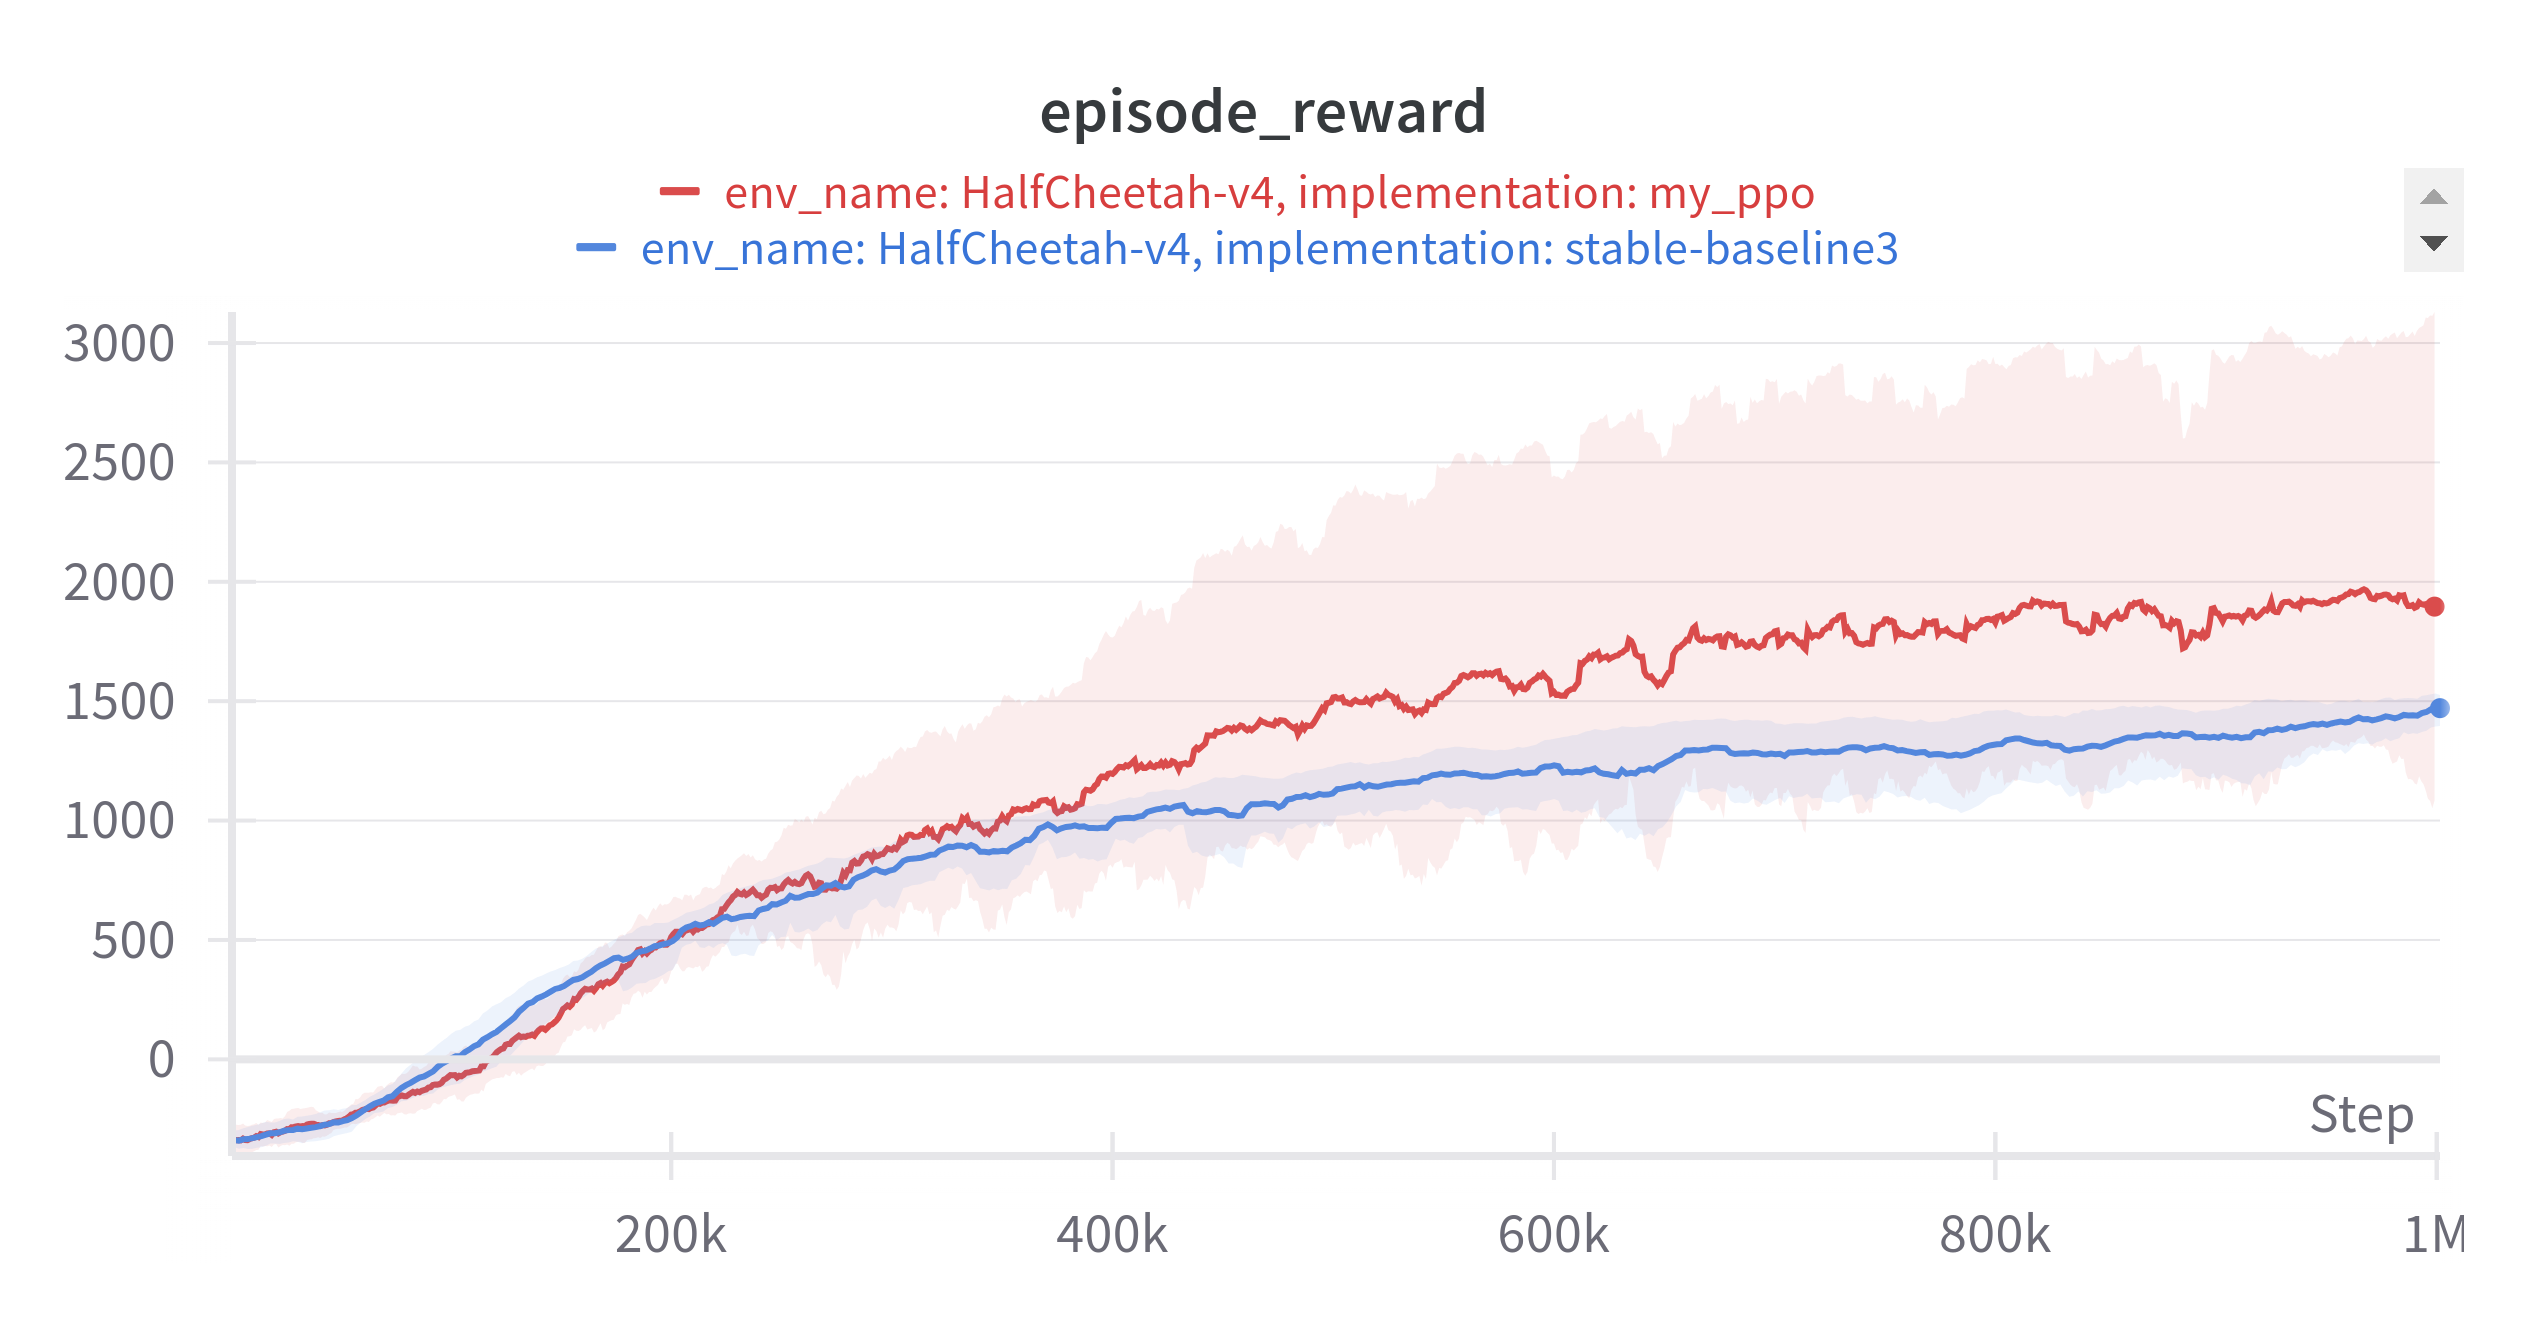 episode_reward
env_name: HalfCheetah-v4, implementation: my_ppo
env_name: HalfCheetah-v4, implementation: stable-baseline3
3000
2500
2000
1500
1000
500
0
Step
200k 400k 600k 800k 1M